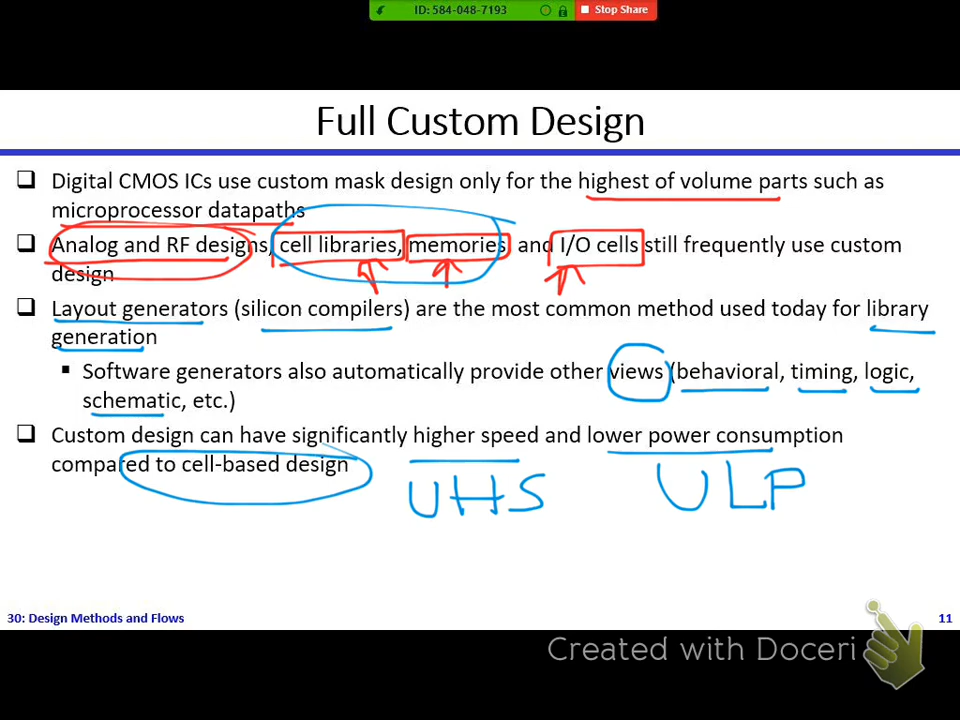 ID: 584-048-7193 Stop Share
Full Custom Design
Digital CMOS ICs use custom mask design only for the highest of volume parts such as
microprocessor datapaths
Analog and RF designs, cell libraries, memories, and I/O cells still frequently use custom
design
Layout generators (silicon compilers) are the most common method used today for library
generation
Software generators also automatically provide other views (behavioral, timing, logic,
schematic, etc.)
Custom design can have significantly higher speed and lower power consumption
compared to cell-based design
UHS ULP
30: Design Methods and Flows 11
Created with Doceri